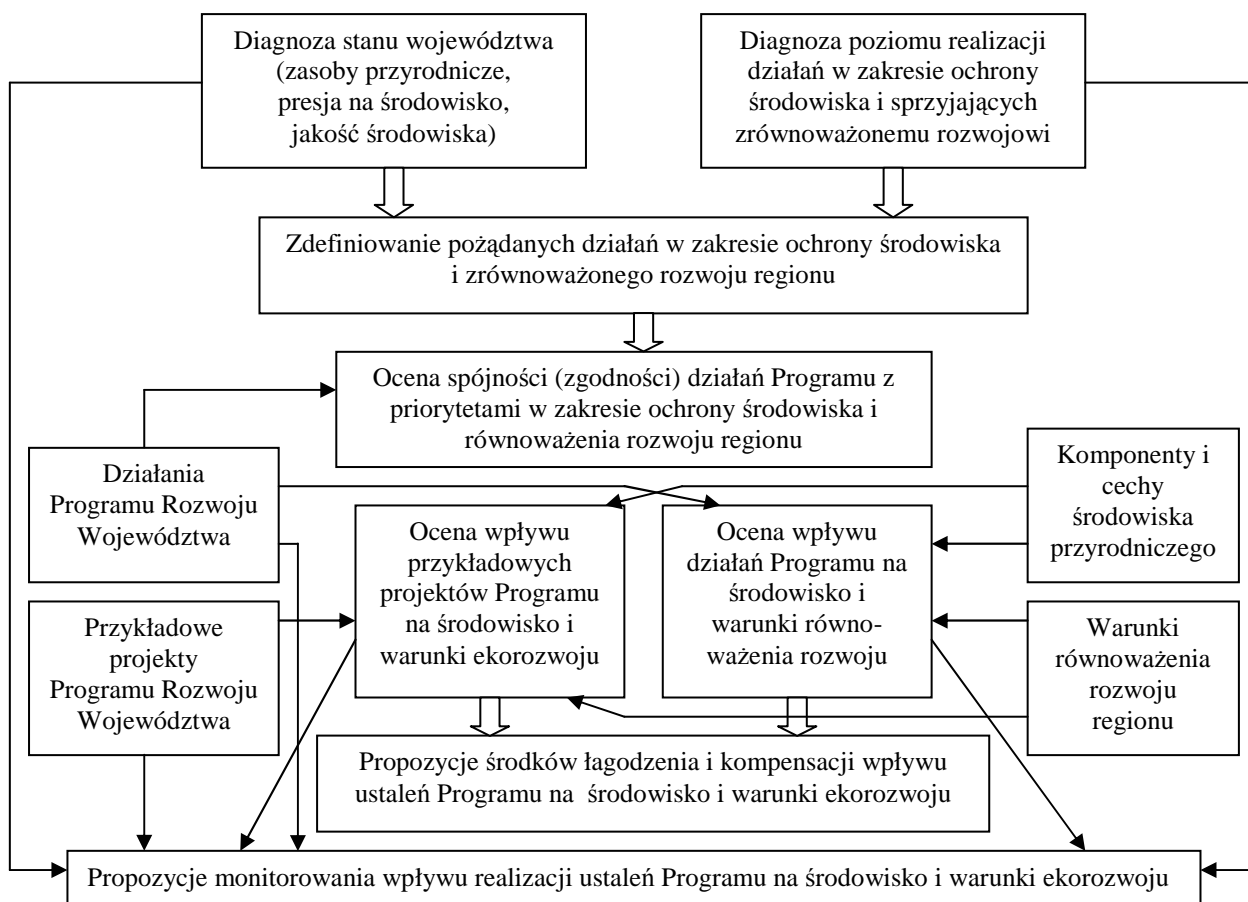 Diagnoza stanu województwa
(zasoby przyrodnicze,
presja na środowisko,
jakość środowiska)
Diagnoza poziomu realizacji
działań w zakresie ochrony
środowiska i sprzyjających
zrównoważonemu rozwojowi
Zdefiniowanie pożądanych działań w zakresie ochrony środowiska
i zrównoważonego rozwoju regionu
Ocena spójności (zgodności) działań Programu z
priorytetami w zakresie ochrony środowiska i
równoważenia rozwoju regionu
Działania
Programu Rozwoju
Województwa
Komponenty i
cechy
środowiska
przyrodniczego
Ocena wpływu
przykładowych
projektów Programu
na środowisko i
warunki ekorozwoju
Ocena wpływu
działań Programu na
środowisko i
warunki równo-
ważenia rozwoju
Przykładowe
projekty
Programu Rozwoju
Województwa
Warunki
równoważenia
rozwoju
regionu
Propozycje środków łagodzenia i kompensacji wpływu
ustaleń Programu na środowisko i warunki ekorozwoju
Propozycje monitorowania wpływu realizacji ustaleń Programu na środowisko i warunki ekorozwoju